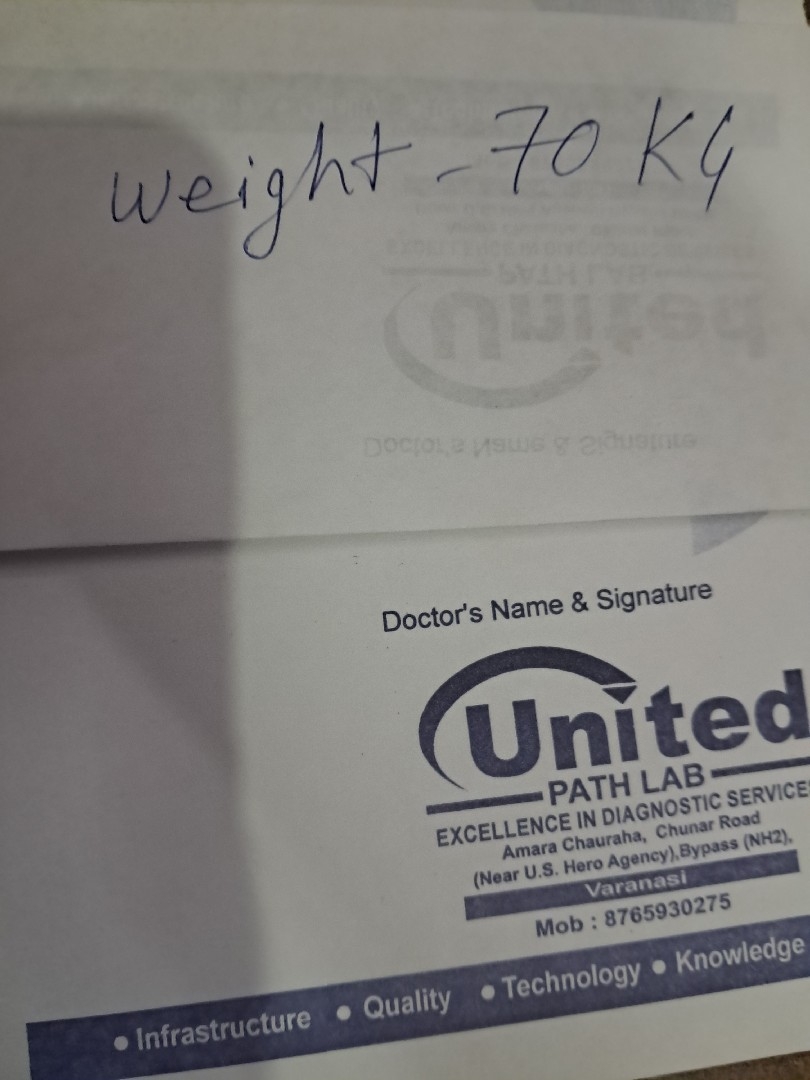 weight - 70 KG
Doctor's Name & Signature
United
PATH LAB
EXCELLENCE IN DIAGNOSTIC SERVICE
Amara Chauraha, Chunar Road
(Near U.S. Hero Agency),Bypass (NH2),
Varanasi
Mob : 8765930275
• Infrastructure • Quality • Technology • Knowledge